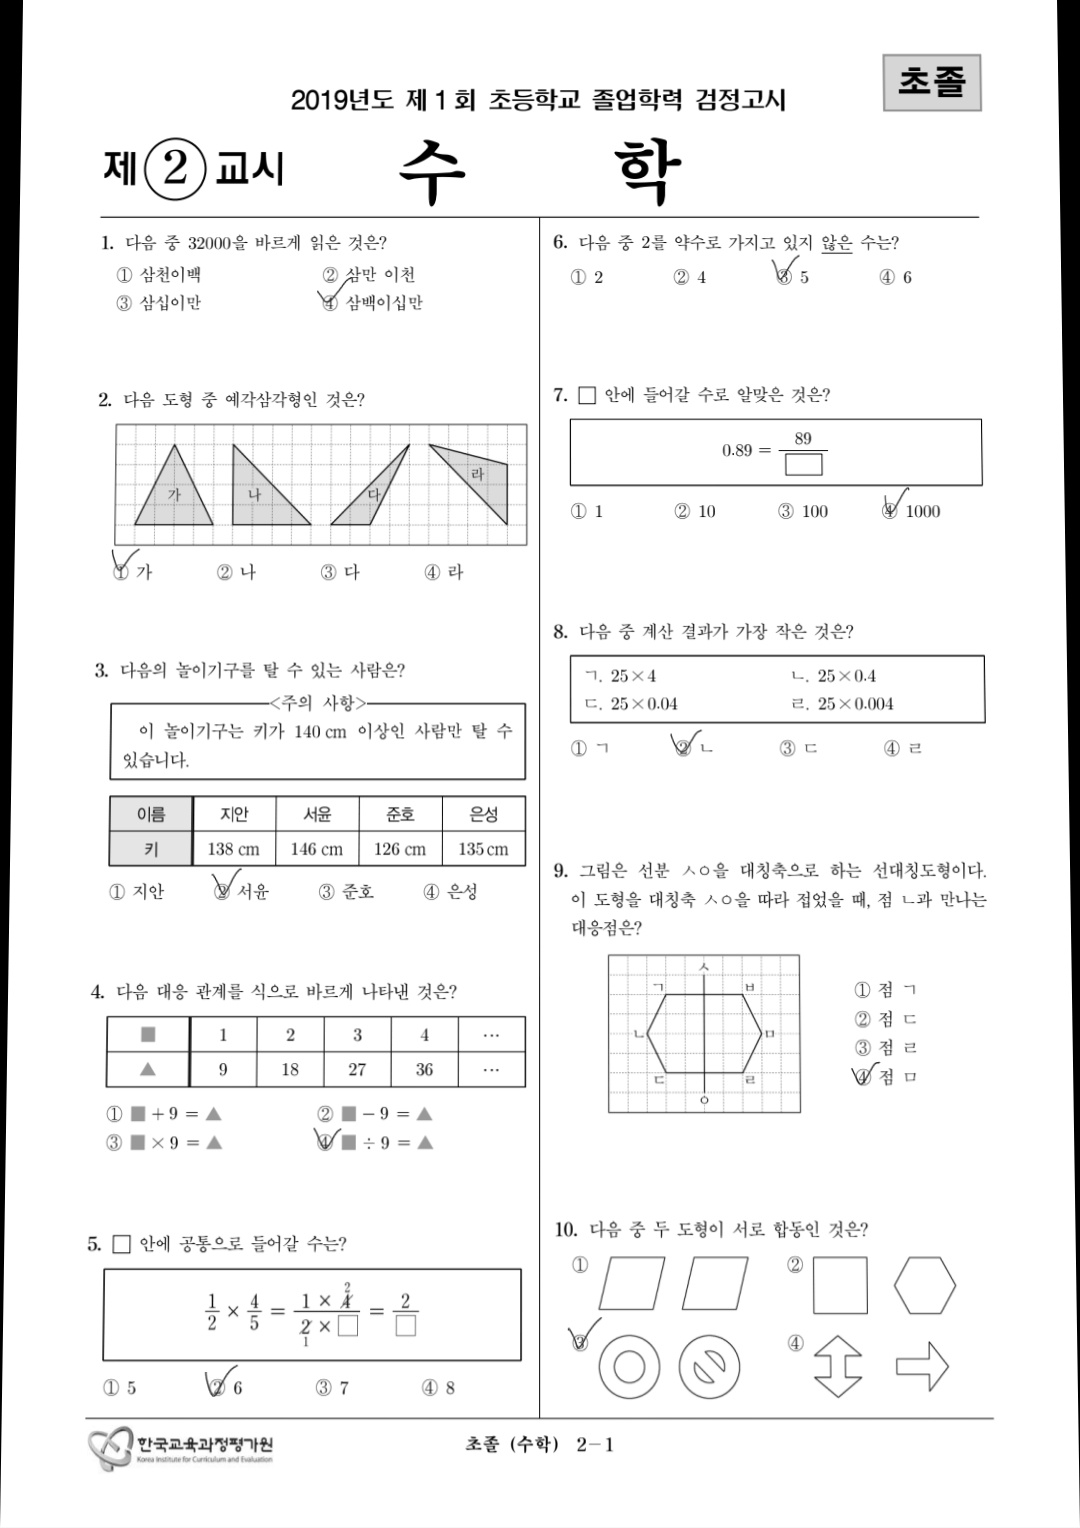 초졸
2019년도 제 1 회 초등학교 졸업학력 검정고시
제 ② 교시 수 학
1. 다음 중 32000을 바르게 읽은 것은?
① 삼천이백 ② 삼만 이천
③ 삼십이만 ④ 삼백이십만
2. 다음 도형 중 예각삼각형인 것은?
가 나 다 라
① 가 ② 나 ③ 다 ④ 라
3. 다음의 놀이기구를 탈 수 있는 사람은?
<주의 사항>
이 놀이기구는 키가 140 cm 이상인 사람만 탈 수
있습니다.
이름 지안 서윤 준호 은성
키 138 cm 146 cm 126 cm 135 cm
① 지안 ② 서윤 ③ 준호 ④ 은성
4. 다음 대응 관계를 식으로 바르게 나타낸 것은?
■ 1 2 3 4 ⋯
▲ 9 18 27 36 ⋯
① ■ + 9 = ▲ ② ■ − 9 = ▲
③ ■ × 9 = ▲ ④ ■ ÷ 9 = ▲
5. □ 안에 공통으로 들어갈 수는?
1/2 × 4/5 = (1 × 4 2)/(2 1 × □) = 2/□
① 5 ② 6 ③ 7 ④ 8
6. 다음 중 2를 약수로 가지고 있지 않은 수는?
① 2 ② 4 ③ 5 ④ 6
7. □ 안에 들어갈 수로 알맞은 것은?
0.89 = 89/□
① 1 ② 10 ③ 100 ④ 1000
8. 다음 중 계산 결과가 가장 작은 것은?
ㄱ. 25×4 ㄴ. 25×0.4
ㄷ. 25×0.04 ㄹ. 25×0.004
① ㄱ ② ㄴ ③ ㄷ ④ ㄹ
9. 그림은 선분 ㅅㅇ을 대칭축으로 하는 선대칭도형이다.
이 도형을 대칭축 ㅅㅇ을 따라 접었을 때, 점 ㄴ과 만나는
대응점은?
ㅅ
ㄱ ㅂ
ㄴ ㅁ
ㄷ ㄹ
ㅇ
① 점 ㄱ
② 점 ㄷ
③ 점 ㄹ
④ 점 ㅁ
10. 다음 중 두 도형이 서로 합동인 것은?
① ②
③ ④
한국교육과정평가원
Korea Institute for Curriculum and Evaluation
초졸 (수학) 2−1